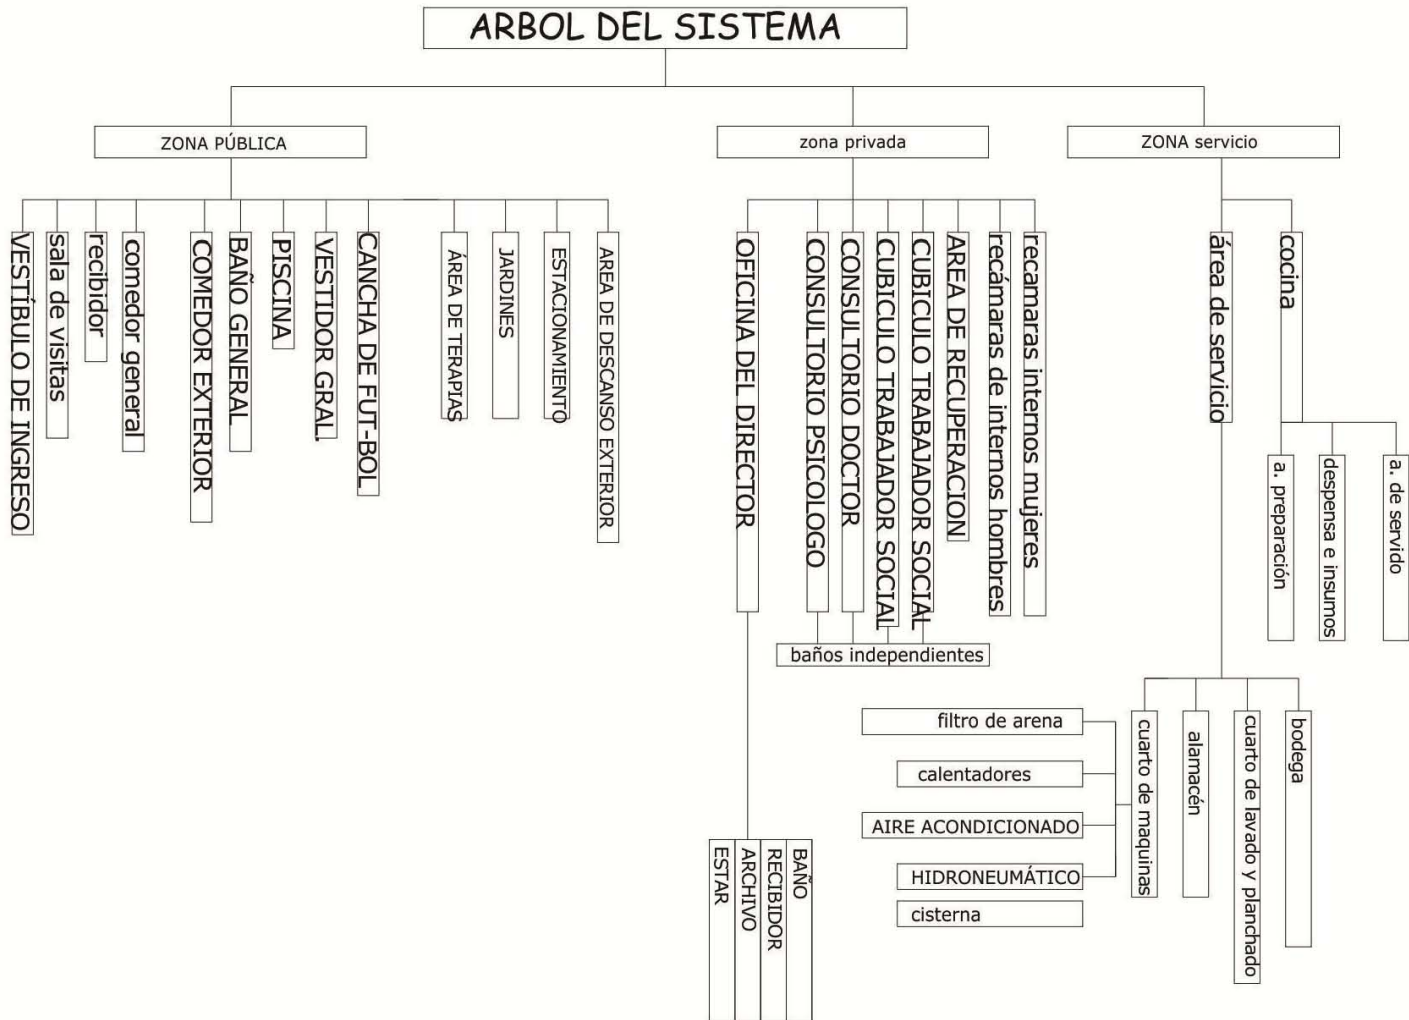 ARBOL DEL SISTEMA
ZONA PÚBLICA
zona privada
ZONA servicio
VESTÍBULO DE INGRESO
sala de visitas
recibidor
comedor general
COMEDOR EXTERIOR
BAÑO GENERAL
PISCINA
VESTIDOR GRAL.
CANCHA DE FUT-BOL
ÁREA DE TERAPIAS
JARDINES
ESTACIONAMIENTO
AREA DE DESCANSO EXTERIOR
OFICINA DEL DIRECTOR
CONSULTORIO PSICOLOGO
CONSULTORIO DOCTOR
CUBICULO TRABAJADOR SOCIAL
CUBICULO TRABAJADOR SOCIAL
AREA DE RECUPERACION
recámaras de internos hombres
recamaras internos mujeres
área de servicio
cocina
a. preparación
despensa e insumos
a. de servido
baños independientes
cuarto de maquinas
alamacén
cuarto de lavado y planchado
bodega
filtro de arena
calentadores
AIRE ACONDICIONADO
HIDRONEUMÁTICO
cisterna
ESTAR
ARCHIVO
RECIBIDOR
BAÑO